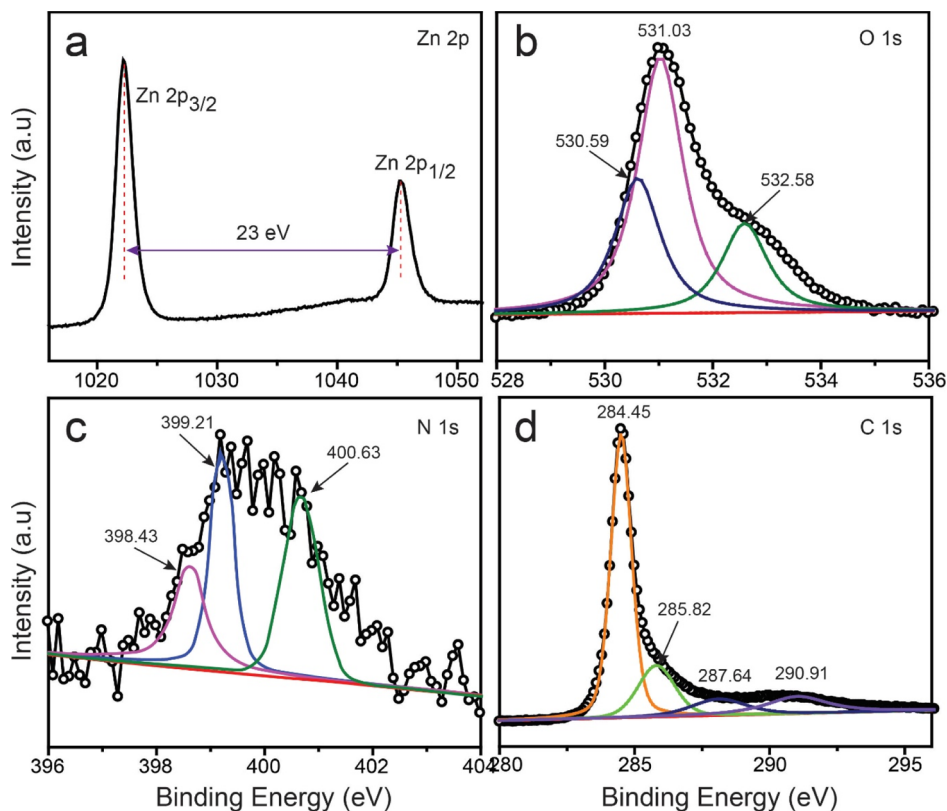 a
Zn 2p
Zn 2p3/2
Zn 2p1/2
23 eV
Intensity (a.u)
1020 1030 1040 1050
b
O 1s
531.03
530.59
532.58
528 530 532 534 536
c
N 1s
399.21
400.63
398.43
Intensity (a.u)
396 398 400 402 404
Binding Energy (eV)
d
C 1s
284.45
285.82
287.64
290.91
280 285 290 295
Binding Energy (eV)